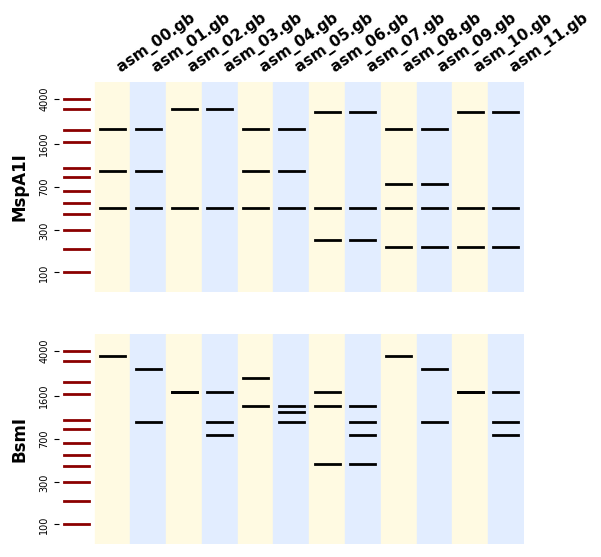 asm_00.gb
asm_01.gb
asm_02.gb
asm_03.gb
asm_04.gb
asm_05.gb
asm_06.gb
asm_07.gb
asm_08.gb
asm_09.gb
asm_10.gb
asm_11.gb
MspA1I
4000
1600
700
300
100
BsmI
4000
1600
700
300
100